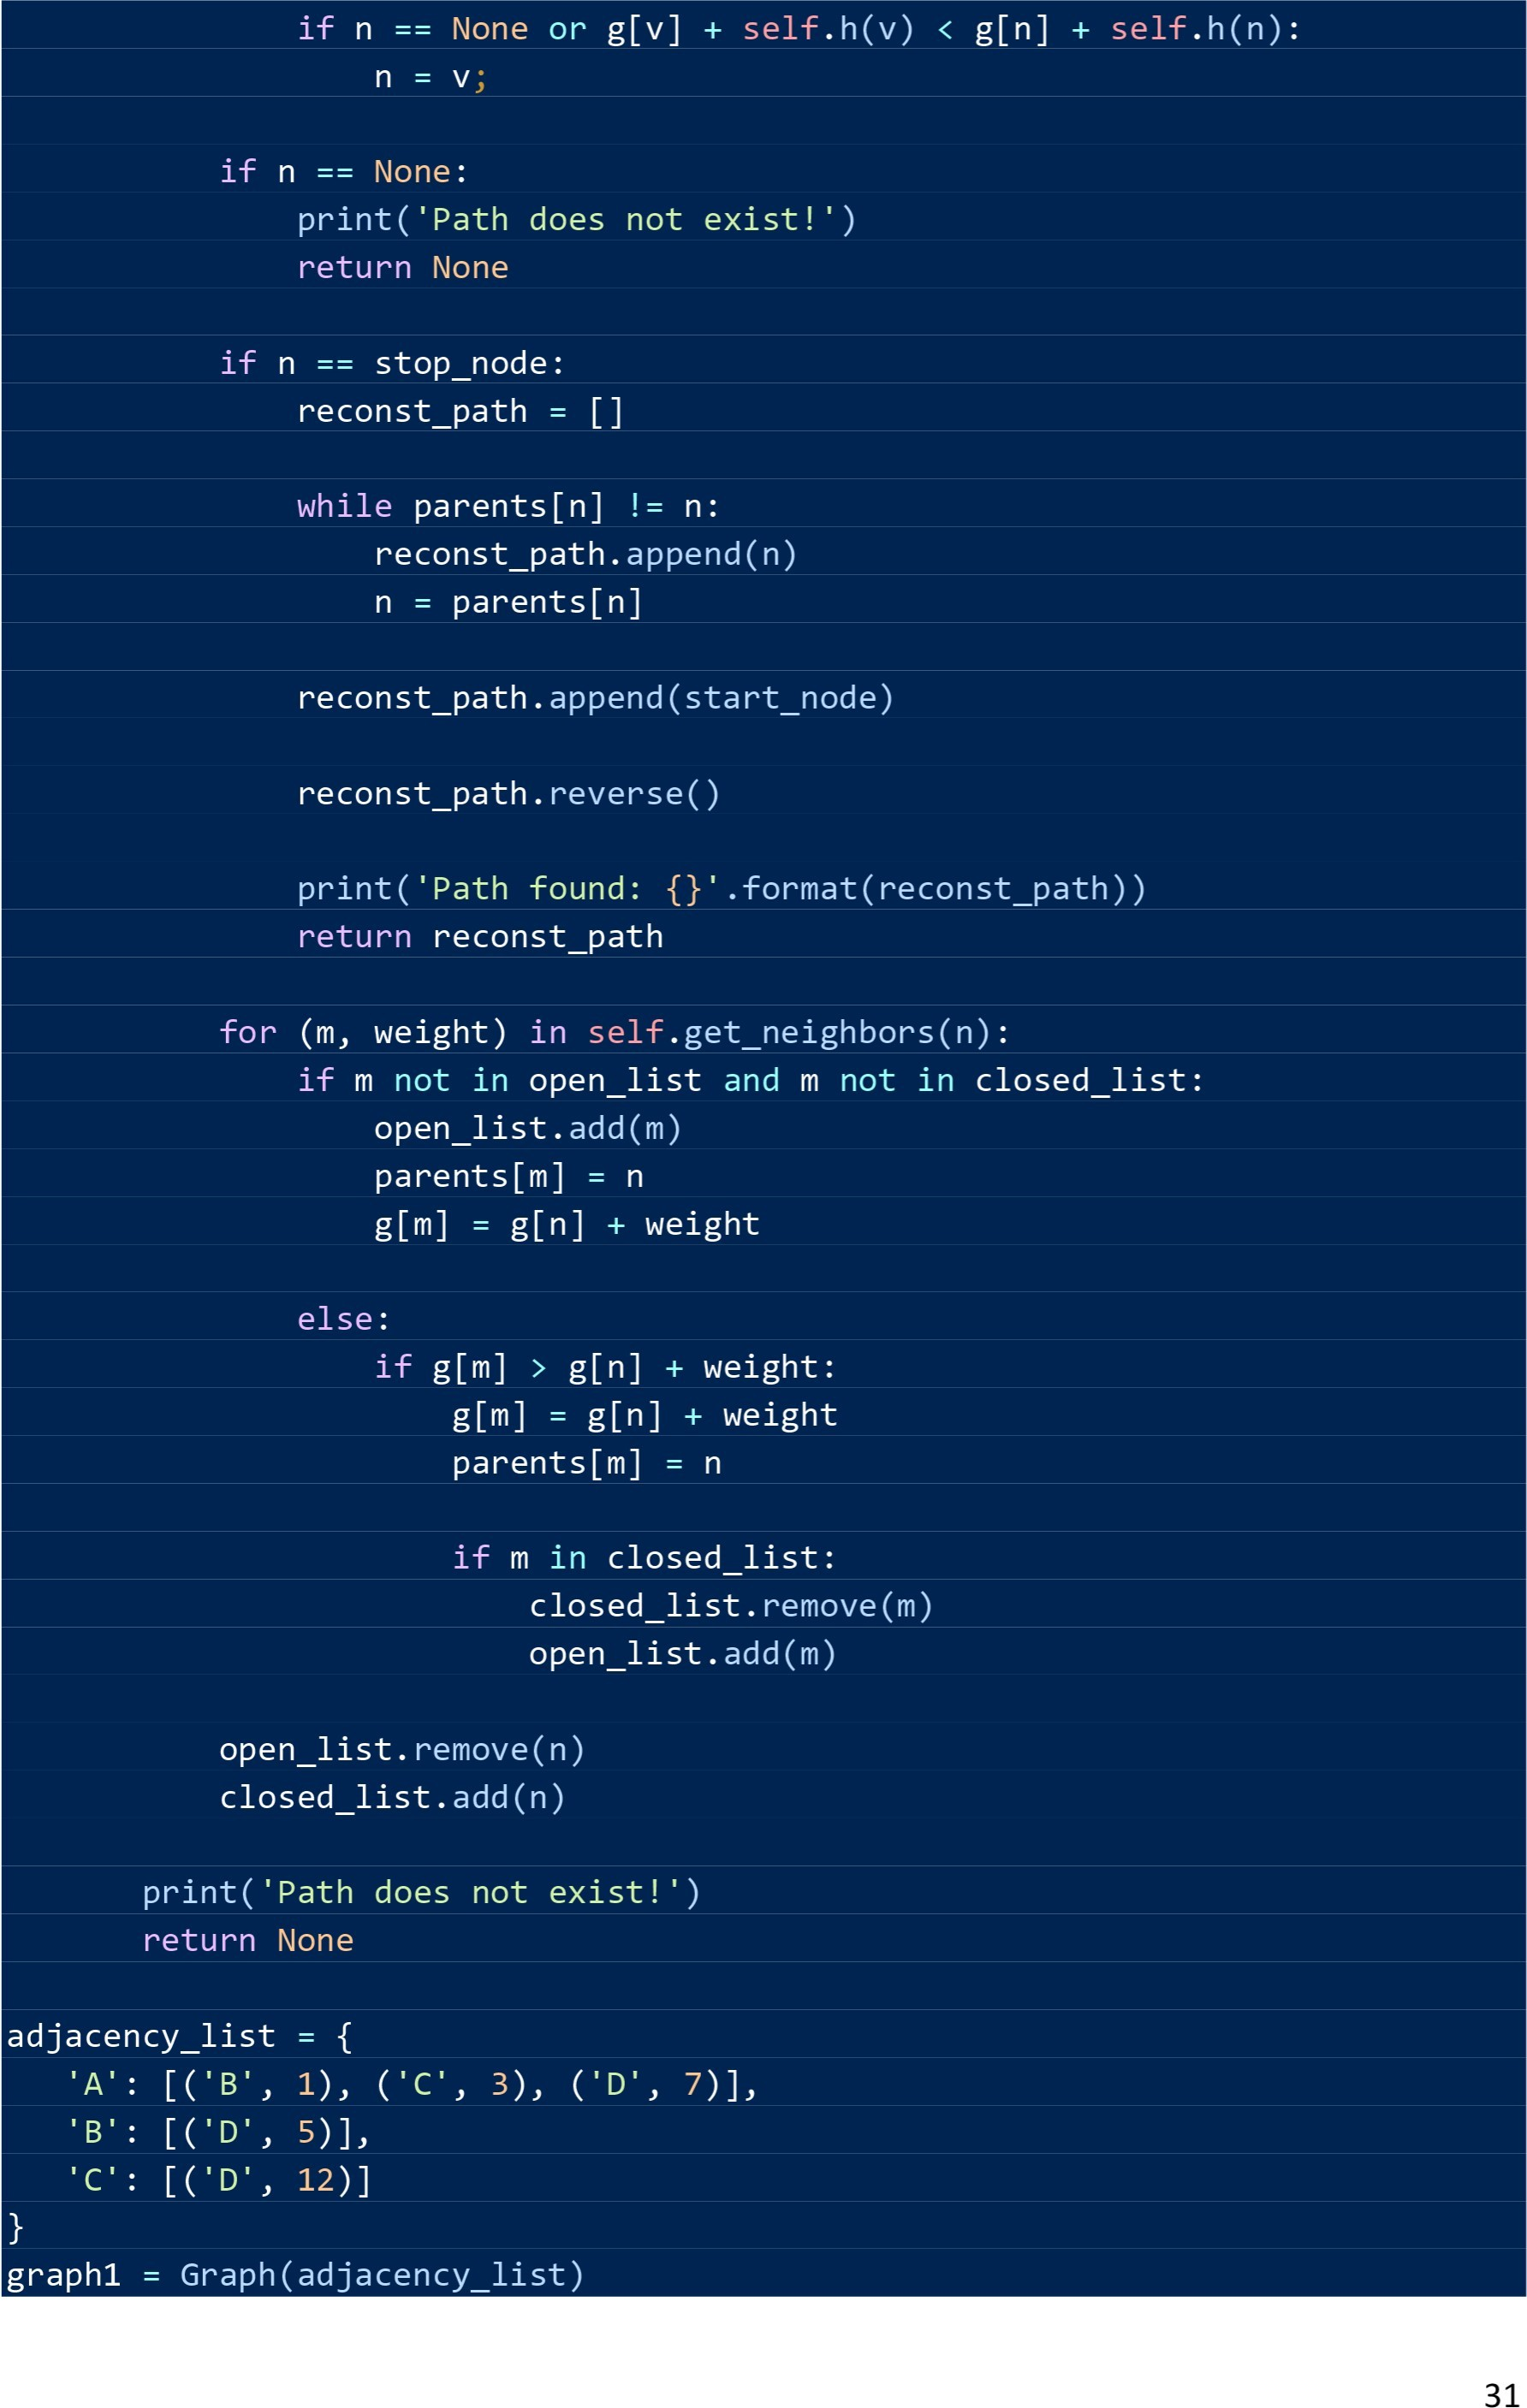 if n == None or g[v] + self.h(v) < g[n] + self.h(n):
n = v;
if n == None:
print('Path does not exist!')
return None
if n == stop_node:
reconst_path = []
while parents[n] != n:
reconst_path.append(n)
n = parents[n]
reconst_path.append(start_node)
reconst_path.reverse()
print('Path found: {}'.format(reconst_path))
return reconst_path
for (m, weight) in self.get_neighbors(n):
if m not in open_list and m not in closed_list:
open_list.add(m)
parents[m] = n
g[m] = g[n] + weight
else:
if g[m] > g[n] + weight:
g[m] = g[n] + weight
parents[m] = n
if m in closed_list:
closed_list.remove(m)
open_list.add(m)
open_list.remove(n)
closed_list.add(n)
print('Path does not exist!')
return None
adjacency_list = {
'A': [('B', 1), ('C', 3), ('D', 7)],
'B': [('D', 5)],
'C': [('D', 12)]
}
graph1 = Graph(adjacency_list)
31